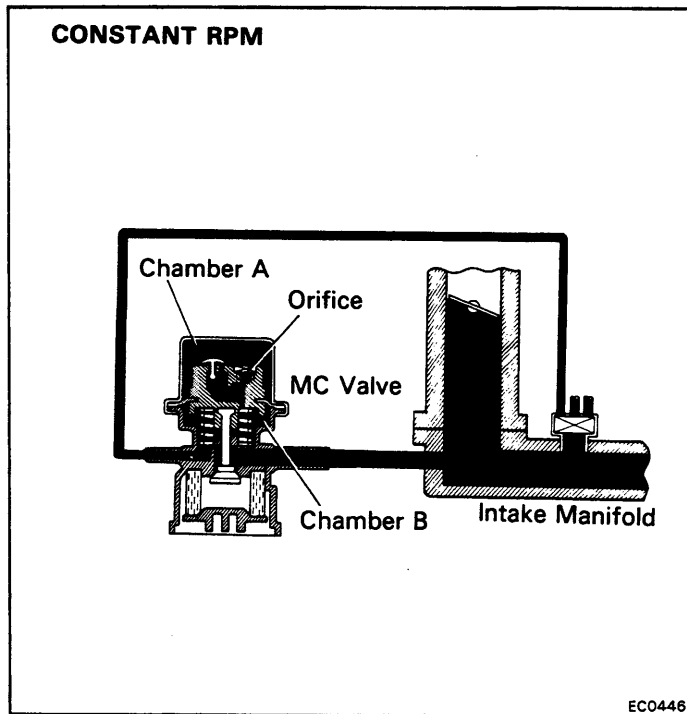 CONSTANT RPM
Chamber A
Orifice
MC Valve
Chamber B
Intake Manifold
EC0446